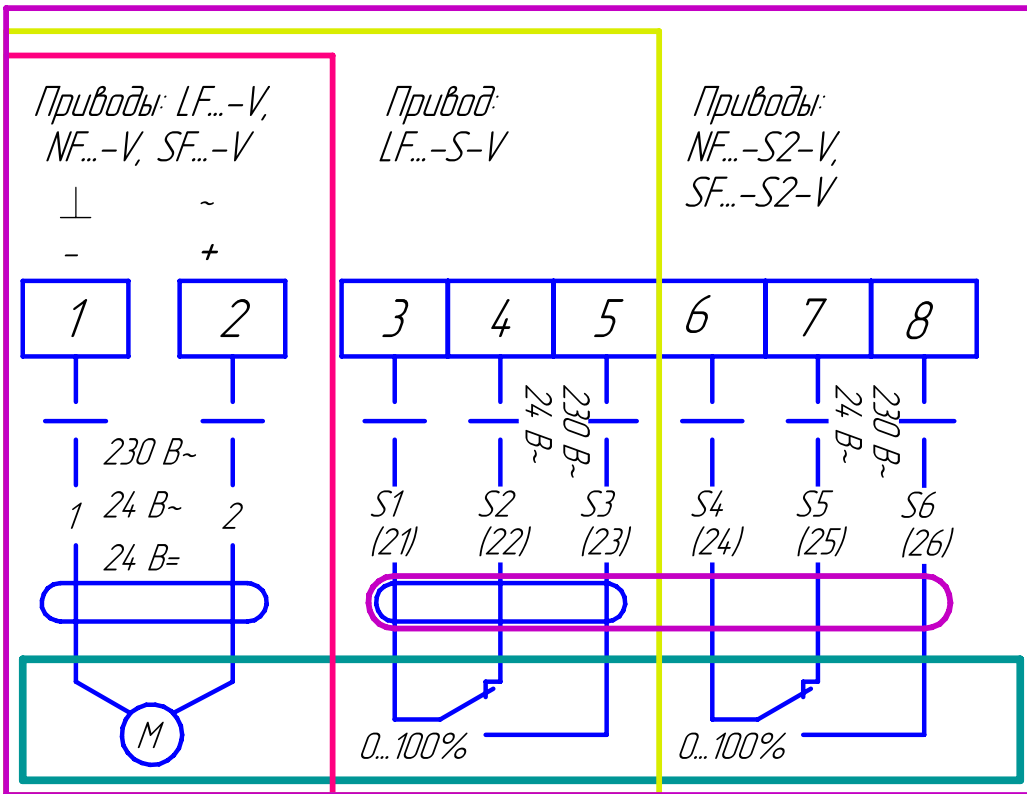 Приводы: LF...-V,
NF...-V, SF...-V
Привод:
LF...-S-V
Приводы:
NF...-S2-V,
SF...-S2-V
⊥ ~
- +
1 2 3 4 5 6 7 8
230 В~
24 В~
24 В=
1 2
230 В~
24 В~
230 В~
24 В~
S1 S2 S3 S4 S5 S6
(21) (22) (23) (24) (25) (26)
М
0...100% 0...100%